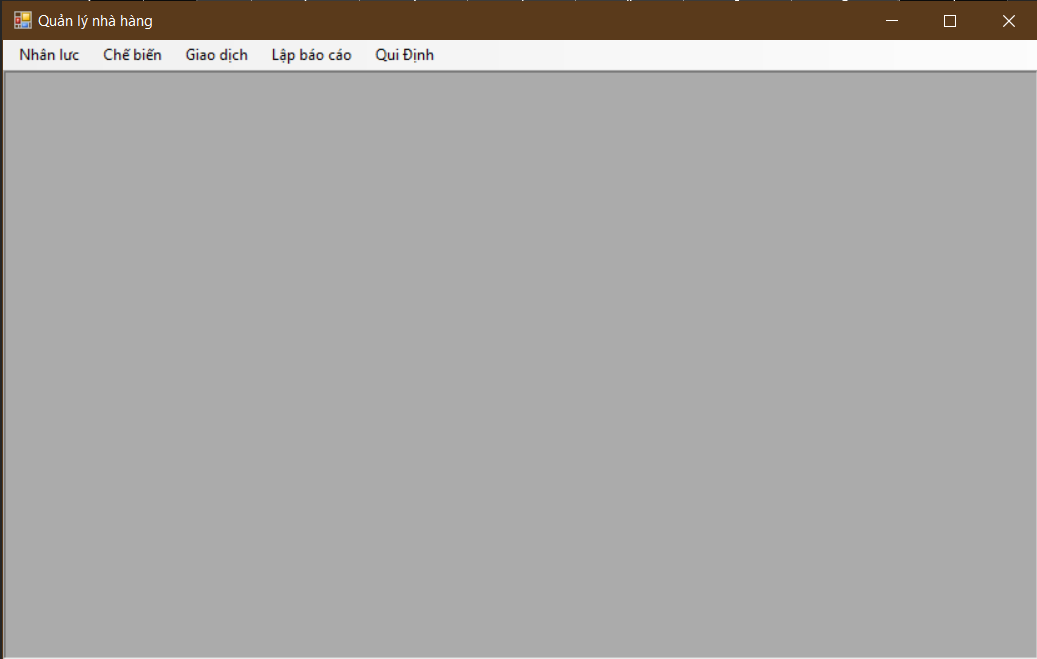 Quản lý nhà hàng
Nhân lưc Chế biến Giao dịch Lập báo cáo Qui Định